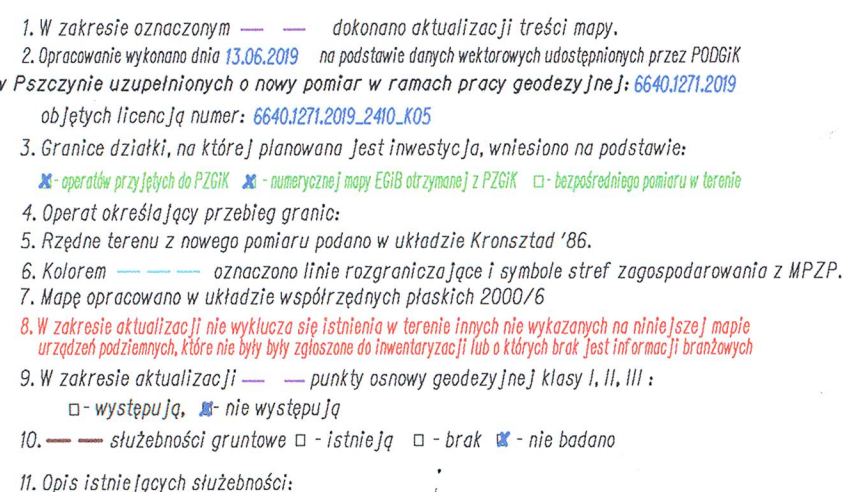 1. W zakresie oznaczonym — — dokonano aktualizacji treści mapy.
2. Opracowanie wykonano dnia 13.06.2019 na podstawie danych wektorowych udostępnionych przez PODGiK
w Pszczynie uzupełnionych o nowy pomiar w ramach pracy geodezyjnej: 6640.1271.2019
objętych licencją numer: 6640.1271.2019_2410_K05
3. Granice działki, na której planowana jest inwestycja, wniesiono na podstawie:
☒ - operatów przyjętych do PZGiK ☒ - numerycznej mapy EGiB otrzymanej z PZGiK □ - bezpośredniego pomiaru w terenie
4. Operat określający przebieg granic:
5. Rzędne terenu z nowego pomiaru podano w układzie Kronsztad '86.
6. Kolorem — — — oznaczono linie rozgraniczające i symbole stref zagospodarowania z MPZP.
7. Mapę opracowano w układzie współrzędnych płaskich 2000/6
8. W zakresie aktualizacji nie wyklucza się istnienia w terenie innych nie wykazanych na niniejszej mapie
urządzeń podziemnych, które nie były były zgłoszone do inwentaryzacji lub o których brak jest informacji branżowych
9. W zakresie aktualizacji — — punkty osnowy geodezyjnej klasy I, II, III :
□ - występują, ☒ - nie występują
10. — — służebności gruntowe □ - istnieją □ - brak ☒ - nie badano
11. Opis istniejących służebności: